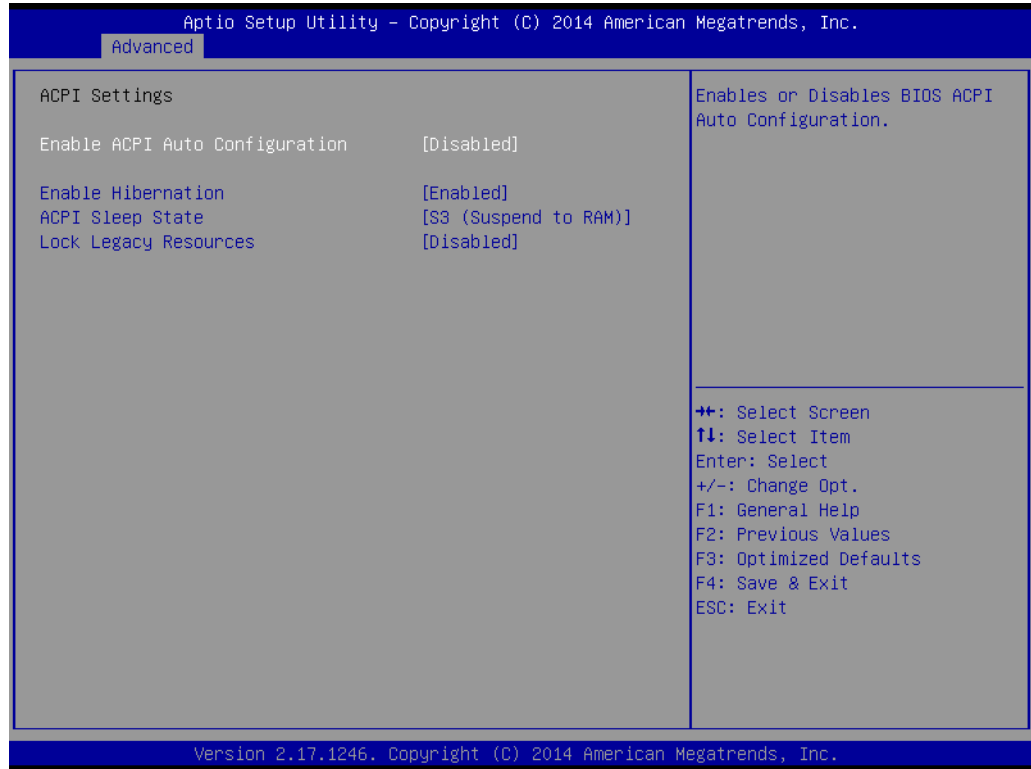 Aptio Setup Utility – Copyright (C) 2014 American Megatrends, Inc.
Advanced
ACPI Settings
Enable ACPI Auto Configuration [Disabled]
Enable Hibernation [Enabled]
ACPI Sleep State [S3 (Suspend to RAM)]
Lock Legacy Resources [Disabled]
Enables or Disables BIOS ACPI
Auto Configuration.
→←: Select Screen
↑↓: Select Item
Enter: Select
+/-: Change Opt.
F1: General Help
F2: Previous Values
F3: Optimized Defaults
F4: Save & Exit
ESC: Exit
Version 2.17.1246. Copyright (C) 2014 American Megatrends, Inc.